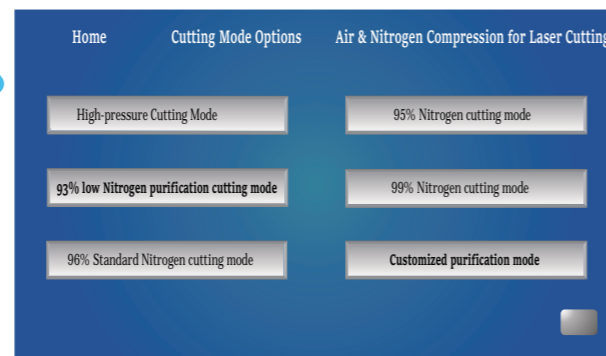 Home Cutting Mode Options Air & Nitrogen Compression for Laser Cutting
High-pressure Cutting Mode
95% Nitrogen cutting mode
93% low Nitrogen purification cutting mode
99% Nitrogen cutting mode
96% Standard Nitrogen cutting mode
Customized purification mode